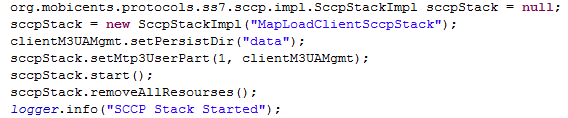 org.mobicents.protocols.ss7.sccp.impl.SccpStackImpl sccpStack = null;
sccpStack = new SccpStackImpl("MapLoadClientSccpStack");
clientM3UAMgmt.setPersistDir("data");
sccpStack.setMtp3UserPart(1, clientM3UAMgmt);
sccpStack.start();
sccpStack.removeAllResourses();
logger.info("SCCP Stack Started");